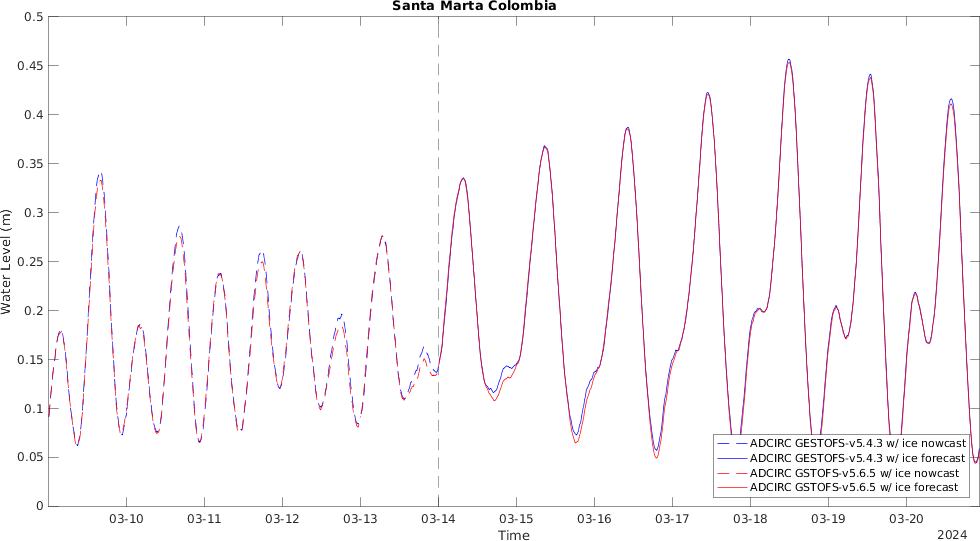 Santa Marta Colombia
0.5
0.45
0.4
0.35
0.3
0.25
0.2
0.15
0.1
0.05
0
Water Level (m)
ADCIRC GESTOFS-v5.4.3 w/ ice nowcast
ADCIRC GESTOFS-v5.4.3 w/ ice forecast
ADCIRC GSTOFS-v5.6.5 w/ ice nowcast
ADCIRC GSTOFS-v5.6.5 w/ ice forecast
03-10 03-11 03-12 03-13 03-14 03-15 03-16 03-17 03-18 03-19 03-20
Time
2024